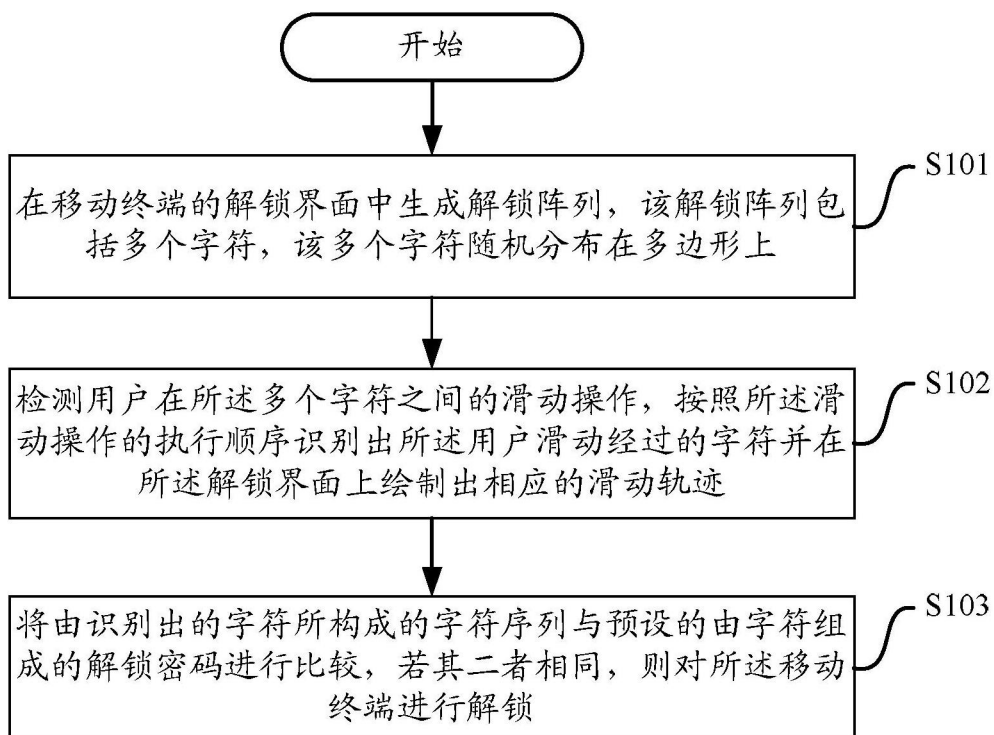 开始
S101
在移动终端的解锁界面中生成解锁阵列，该解锁阵列包
括多个字符，该多个字符随机分布在多边形上
S102
检测用户在所述多个字符之间的滑动操作，按照所述滑
动操作的执行顺序识别出所述用户滑动经过的字符并在
所述解锁界面上绘制出相应的滑动轨迹
S103
将由识别出的字符所构成的字符序列与预设的由字符组
成的解锁密码进行比较，若其二者相同，则对所述移动
终端进行解锁